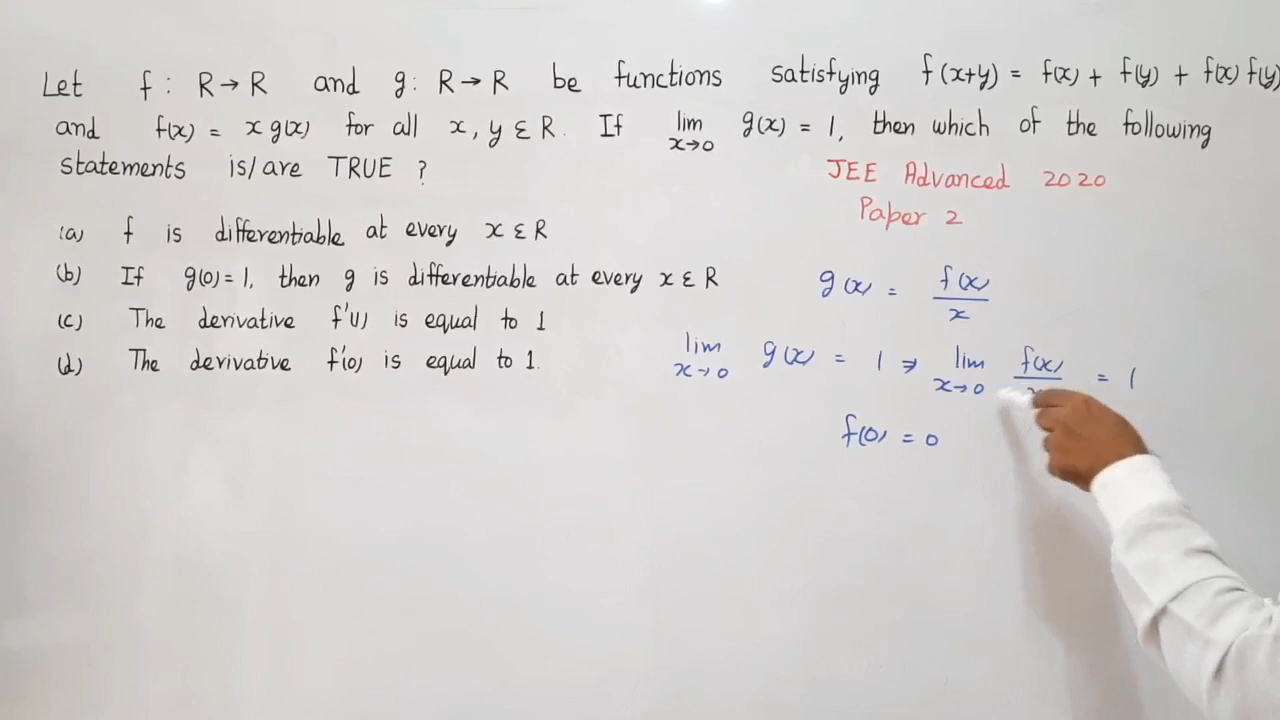 Let f : R → R and g : R → R be functions satisfying f(x+y) = f(x) + f(y) + f(x) f(y)
and f(x) = x g(x) for all x, y ε R. If lim x→0 g(x) = 1, then which of the following
statements is/are TRUE ?
JEE Advanced 2020
Paper 2
(a) f is differentiable at every x ε R
(b) If g(0) = 1, then g is differentiable at every x ε R
(c) The derivative f'(1) is equal to 1
(d) The derivative f'(0) is equal to 1.
g(x) = f(x)/x
lim x→0 g(x) = 1 ⇒ lim x→0 f(x)/x = 1
f(0) = 0